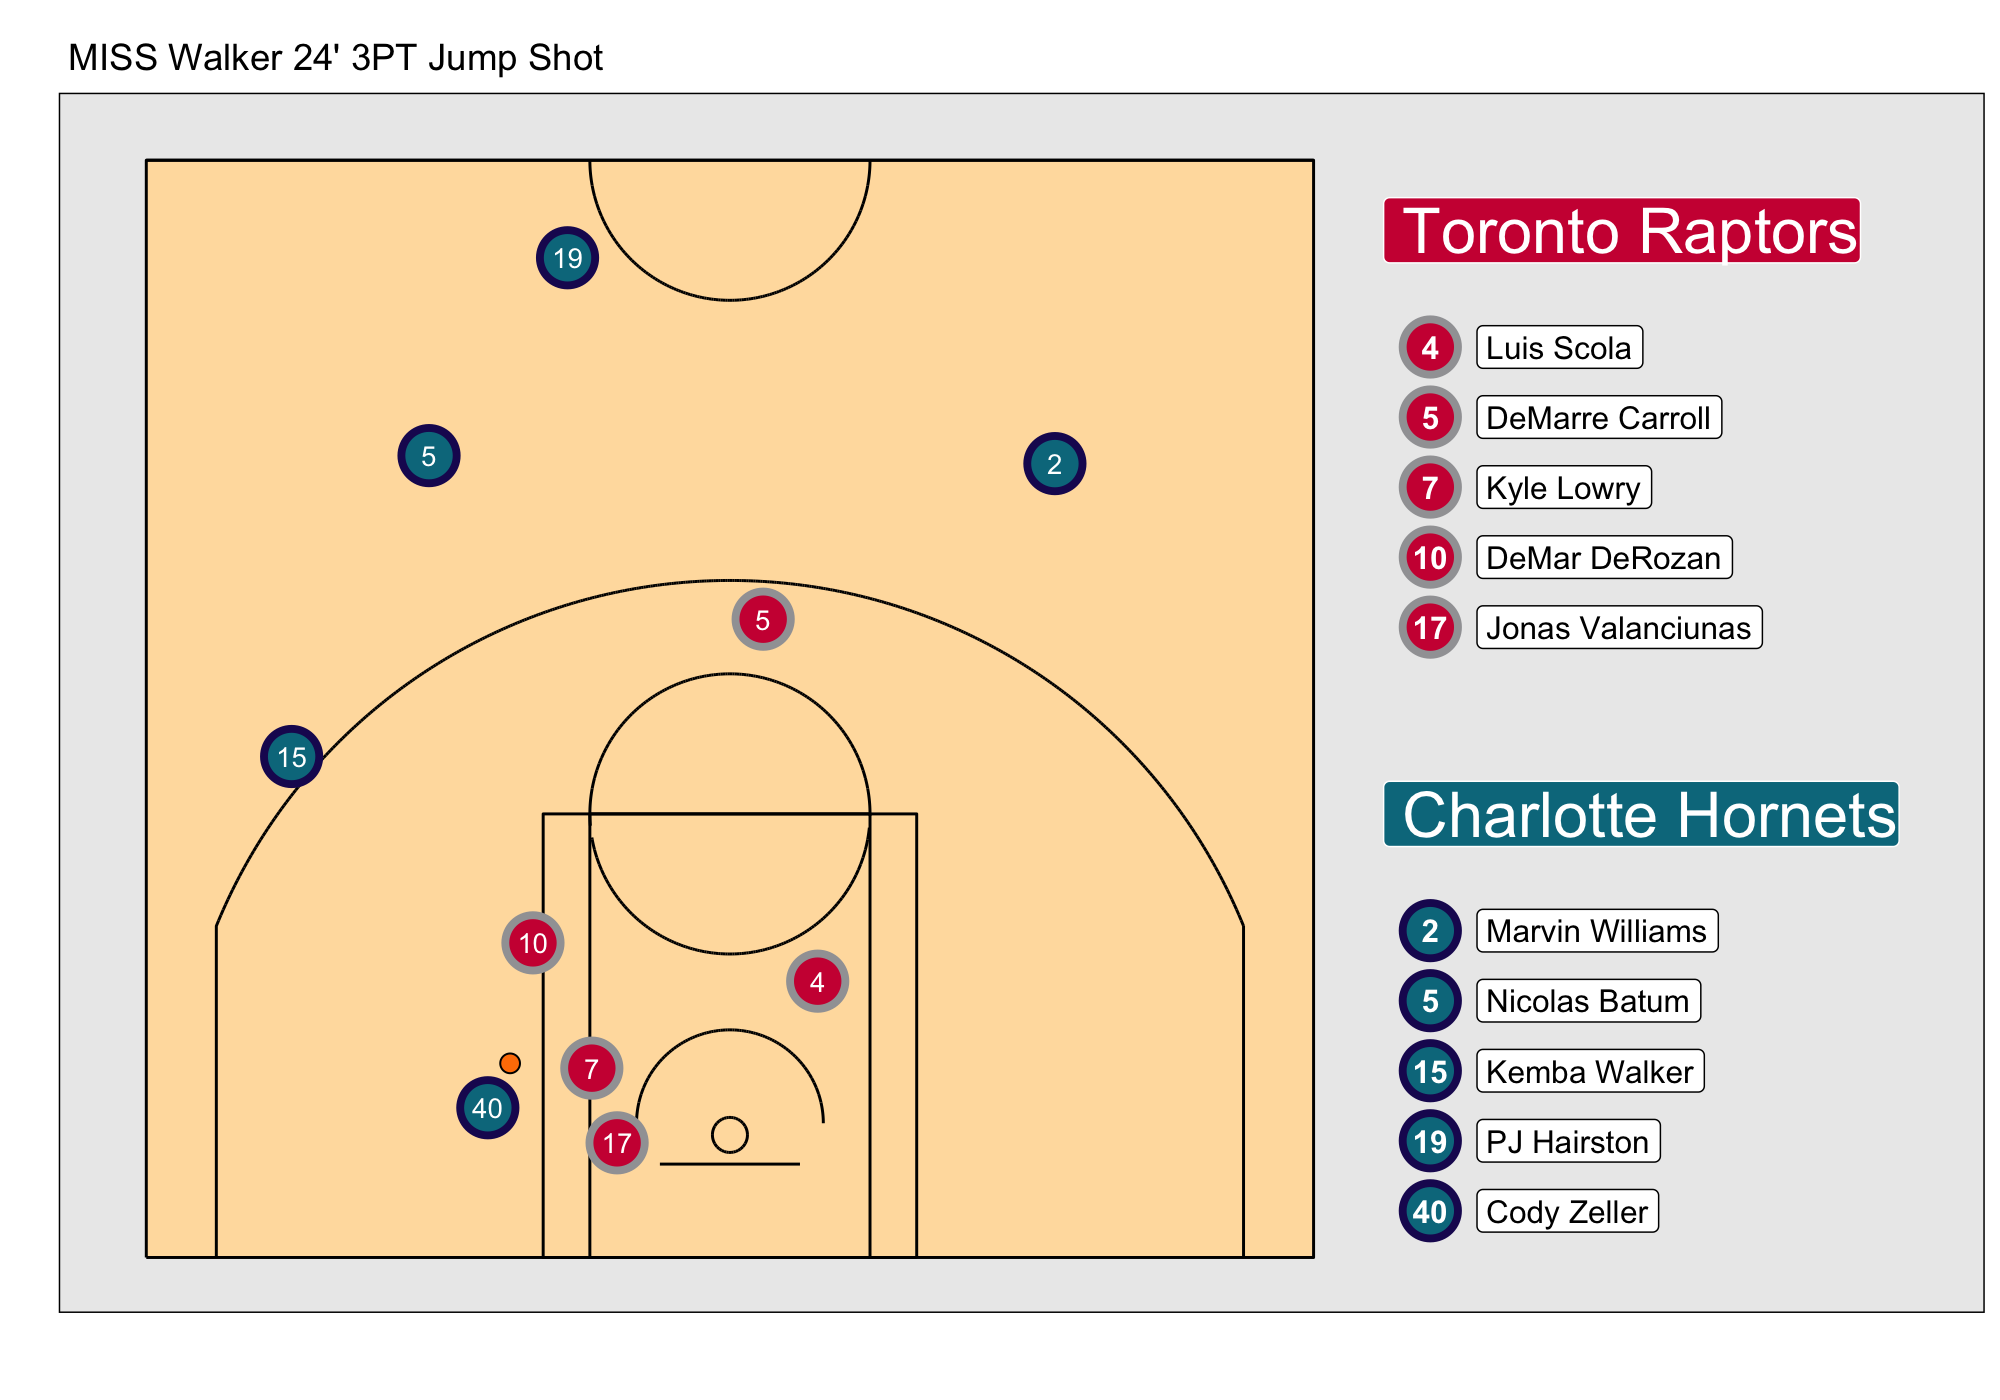 MISS Walker 24' 3PT Jump Shot
19
5
2
5
15
10
4
7
40
17
Toronto Raptors
4 Luis Scola
5 DeMarre Carroll
7 Kyle Lowry
10 DeMar DeRozan
17 Jonas Valanciunas
Charlotte Hornets
2 Marvin Williams
5 Nicolas Batum
15 Kemba Walker
19 PJ Hairston
40 Cody Zeller